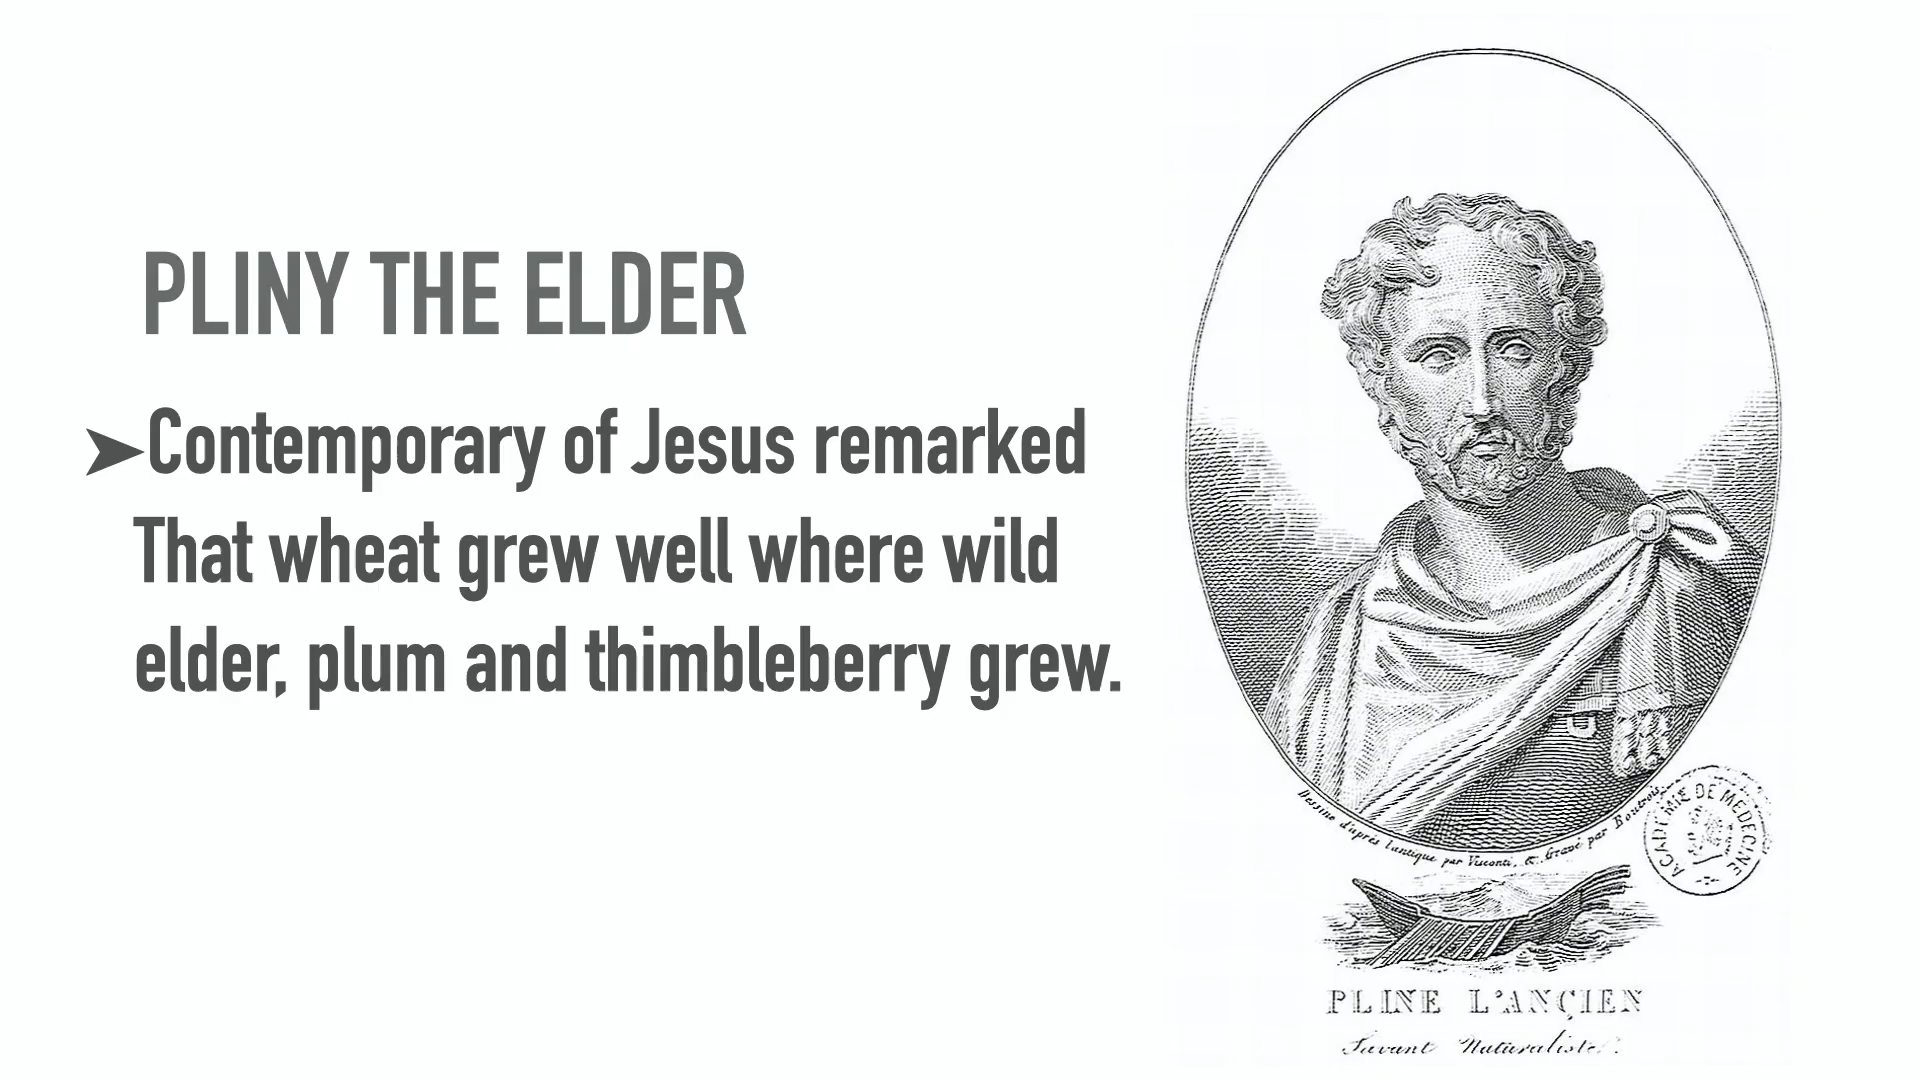 PLINY THE ELDER
➤Contemporary of Jesus remarked
That wheat grew well where wild
elder, plum and thimbleberry grew.
Dessiné d'après l'antique par Visconti, & Gravé par Boutrois.
ACADÉMIE DE MEDECINE
PLINE L'ANCIEN
Savant Naturaliste.